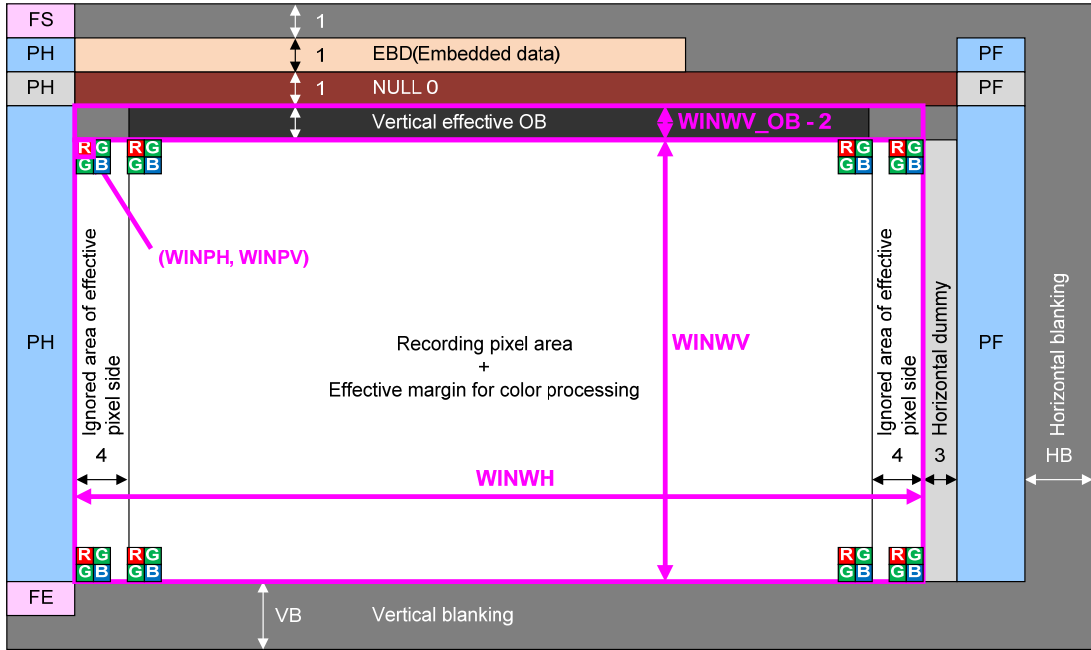 FS
1
PH
1
EBD(Embedded data)
PF
PH
1
NULL 0
PF
Vertical effective OB
WINWV_OB - 2
R G
G B
R G
G B
R G
G B
R G
G B
(WINPH, WINPV)
PH
Ignored area of effective
pixel side
4
Recording pixel area
+
Effective margin for color processing
WINWV
WINWH
Ignored area of effective
pixel side
4
Horizontal dummy
3
PF
Horizontal blanking
HB
R G
G B
R G
G B
R G
G B
R G
G B
FE
VB
Vertical blanking